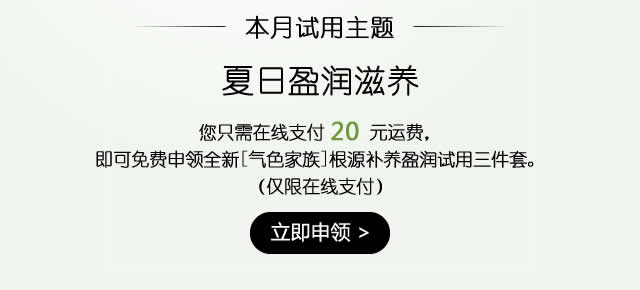 本月试用主题
夏日盈润滋养
您只需在线支付 20 元运费，
即可免费申领全新[气色家族]根源补养盈润试用三件套。
（仅限在线支付）
立即申领 >